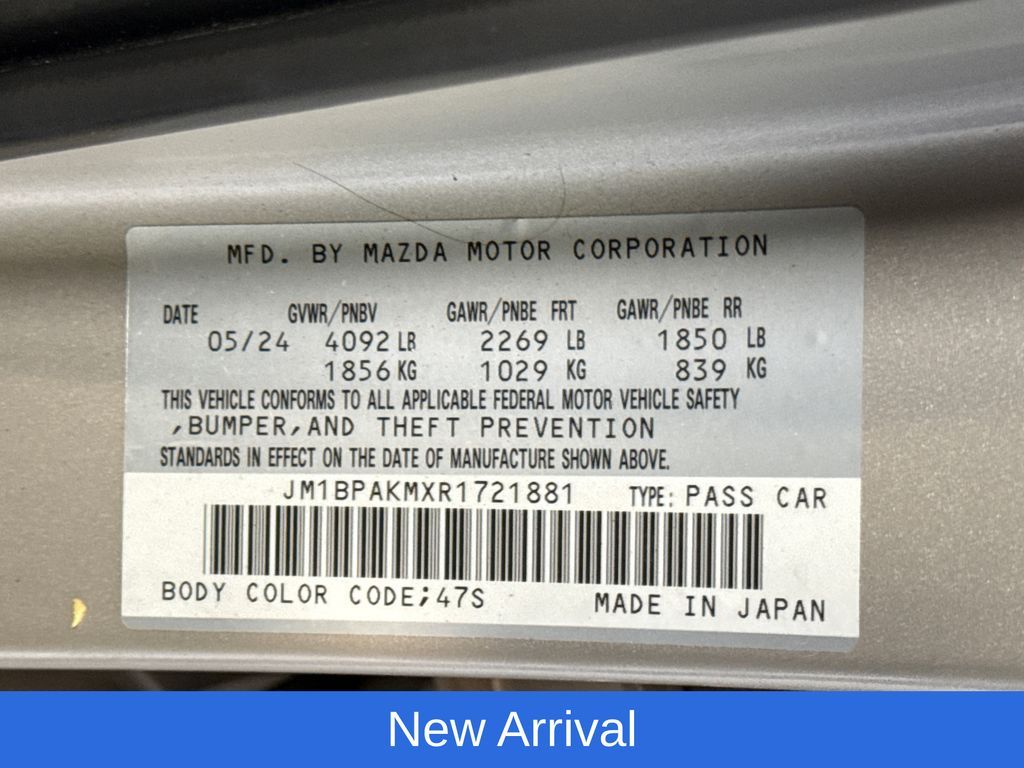 MFD. BY MAZDA MOTOR CORPORATION
DATE GVWR/PNBV GAWR/PNBE FRT GAWR/PNBE RR
05/24 4092 LB 2269 LB 1850 LB
1856 KG 1029 KG 839 KG
THIS VEHICLE CONFORMS TO ALL APPLICABLE FEDERAL MOTOR VEHICLE SAFETY
,BUMPER,AND THEFT PREVENTION
STANDARDS IN EFFECT ON THE DATE OF MANUFACTURE SHOWN ABOVE.
JM1BPAKMXR1721881 TYPE: PASS CAR
BODY COLOR CODE;47S MADE IN JAPAN
New Arrival